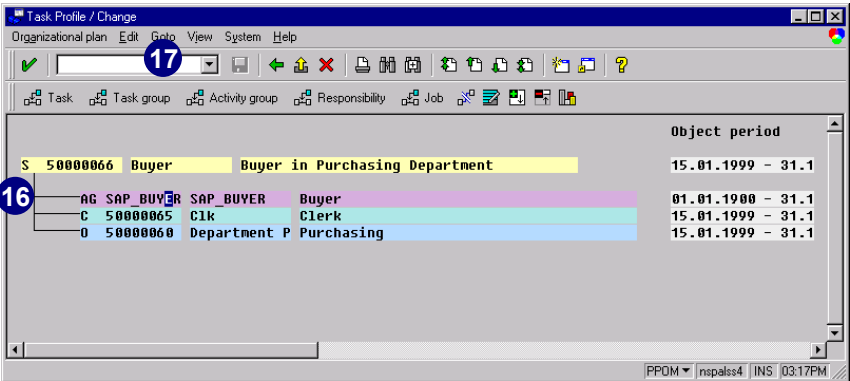 Task Profile / Change
Organizational plan Edit Goto View System Help
17
Task Task group Activity group Responsibility Job
Object period
S 50000066 Buyer Buyer in Purchasing Department 15.01.1999 - 31.1
16
AG SAP_BUYER SAP_BUYER Buyer 01.01.1900 - 31.1
C 50000065 Clk Clerk 15.01.1999 - 31.1
O 50000060 Department P Purchasing 15.01.1999 - 31.1
PPOM nspalss4 INS 03:17PM